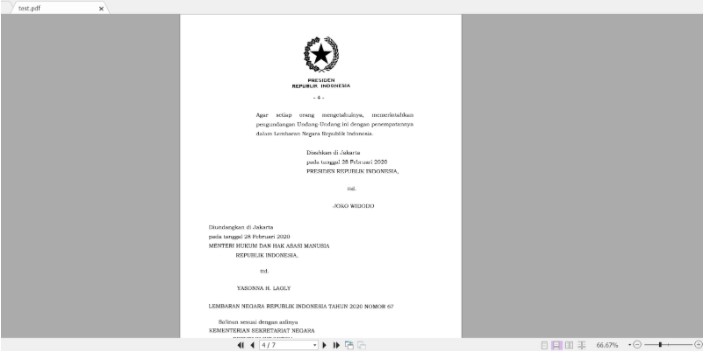 test.pdf
PRESIDEN
REPUBLIK INDONESIA
- 4 -
Agar setiap orang mengetahuinya, memerintahkan
pengundangan Undang-Undang ini dengan penempatannya
dalam Lembaran Negara Republik Indonesia.
Disahkan di Jakarta
pada tanggal 26 Februari 2020
PRESIDEN REPUBLIK INDONESIA,
ttd.
JOKO WIDODO
Diundangkan di Jakarta
pada tanggal 28 Februari 2020
MENTERI HUKUM DAN HAK ASASI MANUSIA
REPUBLIK INDONESIA,
ttd.
YASONNA H. LAOLY
LEMBARAN NEGARA REPUBLIK INDONESIA TAHUN 2020 NOMOR 67
Salinan sesuai dengan aslinya
KEMENTERIAN SEKRETARIAT NEGARA
4 / 7
66.67%